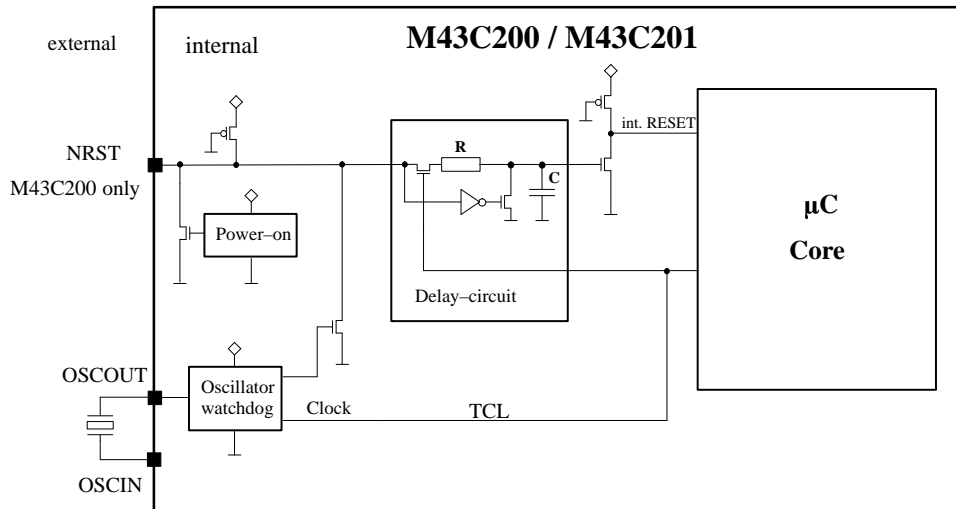 M43C200 / M43C201
external
internal
int. RESET
R
NRST
M43C200 only
C
μC
Core
Power–on
Delay–circuit
OSCOUT
Oscillator
watchdog
Clock
TCL
OSCIN